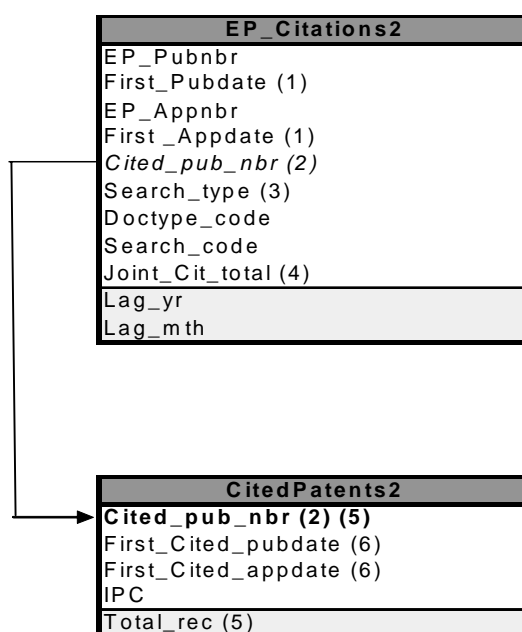 EP_Citations2
EP_Pubnbr
First_Pubdate (1)
EP_Appnbr
First _Appdate (1)
Cited_pub_nbr (2)
Search_type (3)
Doctype_code
Search_code
Joint_Cit_total (4)
Lag_yr
Lag_mth
CitedPatents2
Cited_pub_nbr (2) (5)
First_Cited_pubdate (6)
First_Cited_appdate (6)
IPC
Total_rec (5)